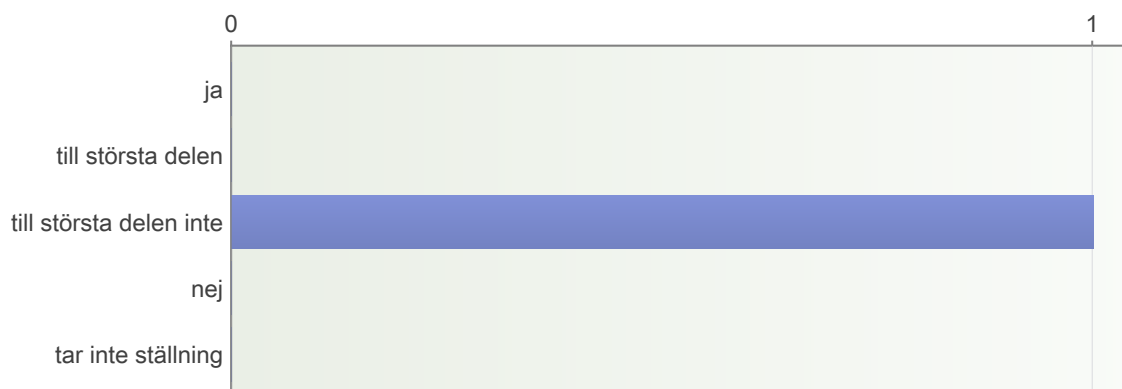 0 1
ja
till största delen
till största delen inte
nej
tar inte ställning